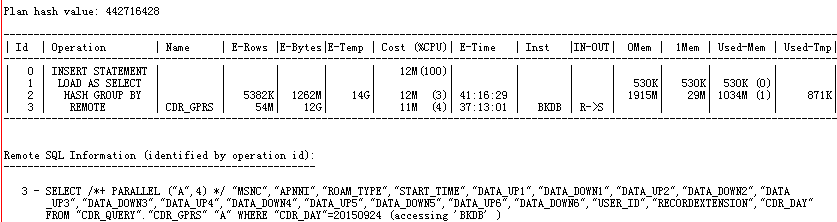 Plan hash value: 442716428
| Id | Operation | Name | E-Rows | E-Bytes| E-Temp | Cost (%CPU)| E-Time | Inst |IN-OUT| OMem | 1Mem | Used-Mem | Used-Tmp|
| 0 | INSERT STATEMENT | | | | | 12M(100)| | | | | | | |
| 1 | LOAD AS SELECT | | | | | | | | | 530K | 530K | 530K (0)| |
| 2 | HASH GROUP BY | | 5382K | 1262M| 14G | 12M (3)| 41:16:29 | | | 1915M | 29M | 1034M (1)| 871K |
| 3 | REMOTE | CDR_GPRS | 54M | 12G| | 11M (4)| 37:13:01 | BKDB | R->S | | | | |
Remote SQL Information (identified by operation id):
3 - SELECT /*+ PARALLEL ("A",4) */ "MSNC","APNNI","ROAM_TYPE","START_TIME","DATA_UP1","DATA_DOWN1","DATA_UP2","DATA_DOWN2","DATA
_UP3","DATA_DOWN3","DATA_UP4","DATA_DOWN4","DATA_UP5","DATA_DOWN5","DATA_UP6","DATA_DOWN6","USER_ID","RECORDEXTENSION","CDR_DAY"
FROM "CDR_QUERY"."CDR_GPRS" "A" WHERE "CDR_DAY"=20150924 (accessing 'BKDB' )